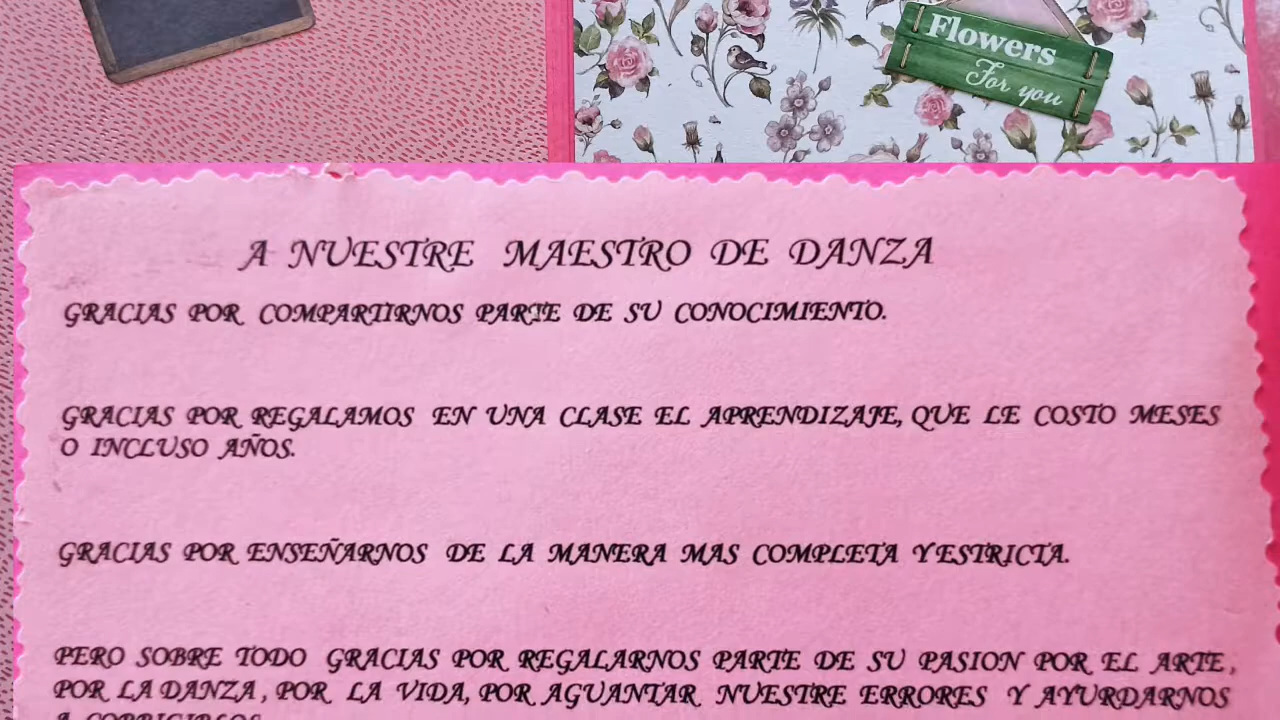 Flowers
For you
A NUESTRE MAESTRO DE DANZA
GRACIAS POR COMPARTIRNOS PARTE DE SU CONOCIMIENTO.
GRACIAS POR REGALAMOS EN UNA CLASE EL APRENDIZAJE, QUE LE COSTO MESES
O INCLUSO AÑOS.
GRACIAS POR ENSEÑARNOS DE LA MANERA MAS COMPLETA Y ESTRICTA.
PERO SOBRE TODO GRACIAS POR REGALARNOS PARTE DE SU PASION POR EL ARTE,
POR LA DANZA, POR LA VIDA, POR AGUANTAR NUESTRE ERRORES Y AYURDARNOS